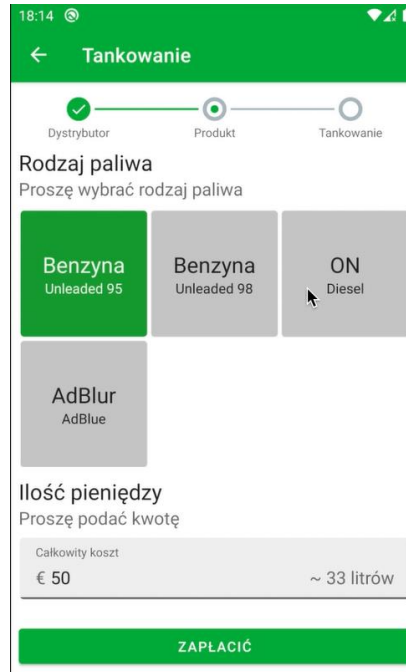 18:14
Tankowanie
Dystrybutor Produkt Tankowanie
Rodzaj paliwa
Proszę wybrać rodzaj paliwa
Benzyna
Unleaded 95
Benzyna
Unleaded 98
ON
Diesel
AdBlur
AdBlue
Ilość pieniędzy
Proszę podać kwotę
Całkowity koszt
€ 50 ~ 33 litrów
ZAPŁACIĆ